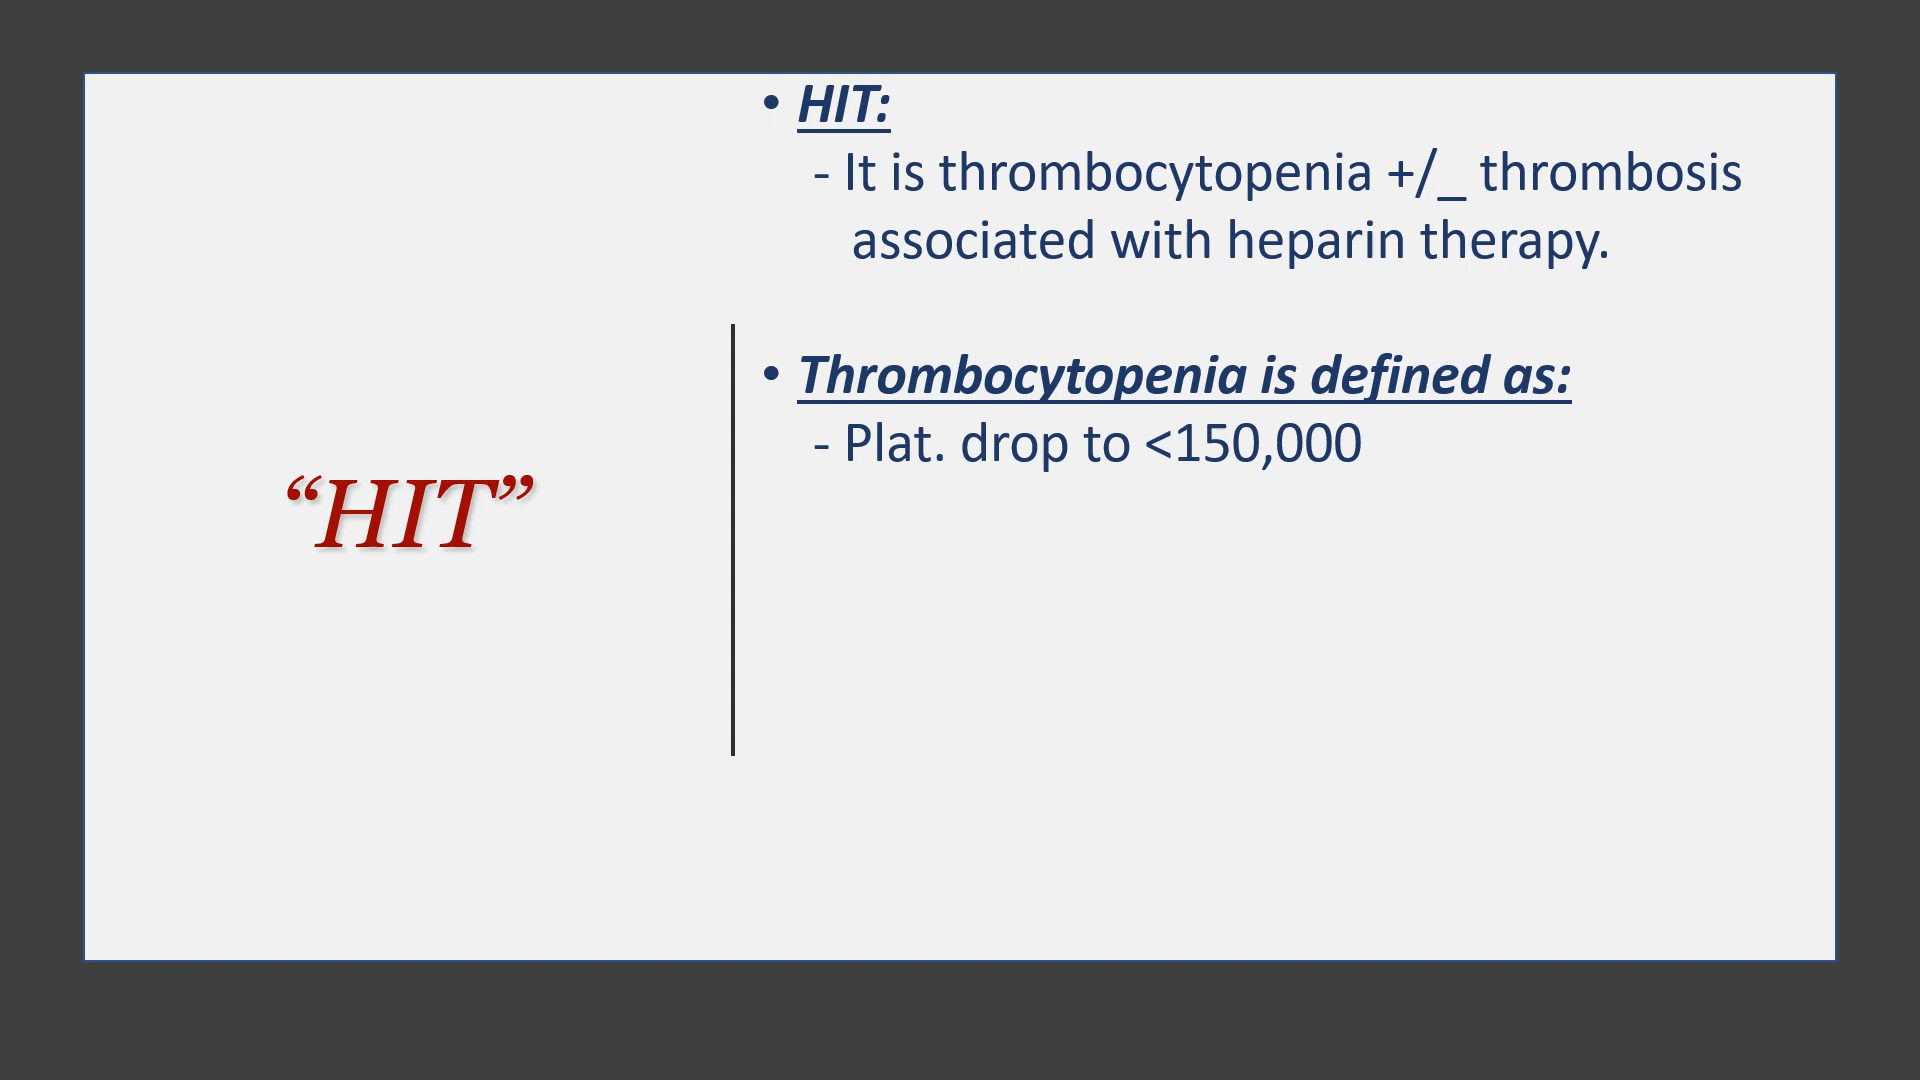 “HIT”
• HIT:
- It is thrombocytopenia +/_ thrombosis
associated with heparin therapy.
• Thrombocytopenia is defined as:
- Plat. drop to <150,000